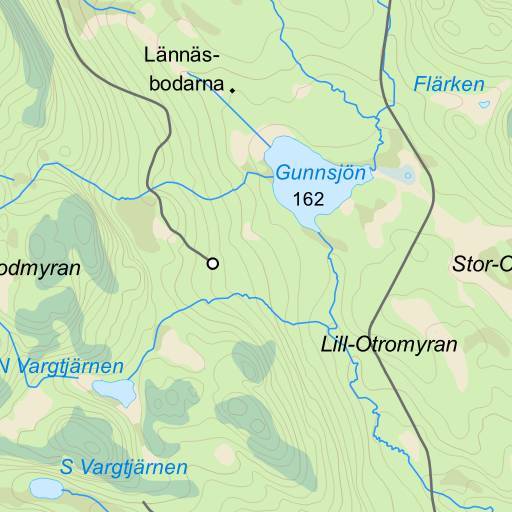 Lännäs-
bodarna
Flärken
Gunnsjön
162
odmyran
Stor-O
Lill-Otromyran
N Vargtjärnen
S Vargtjärnen